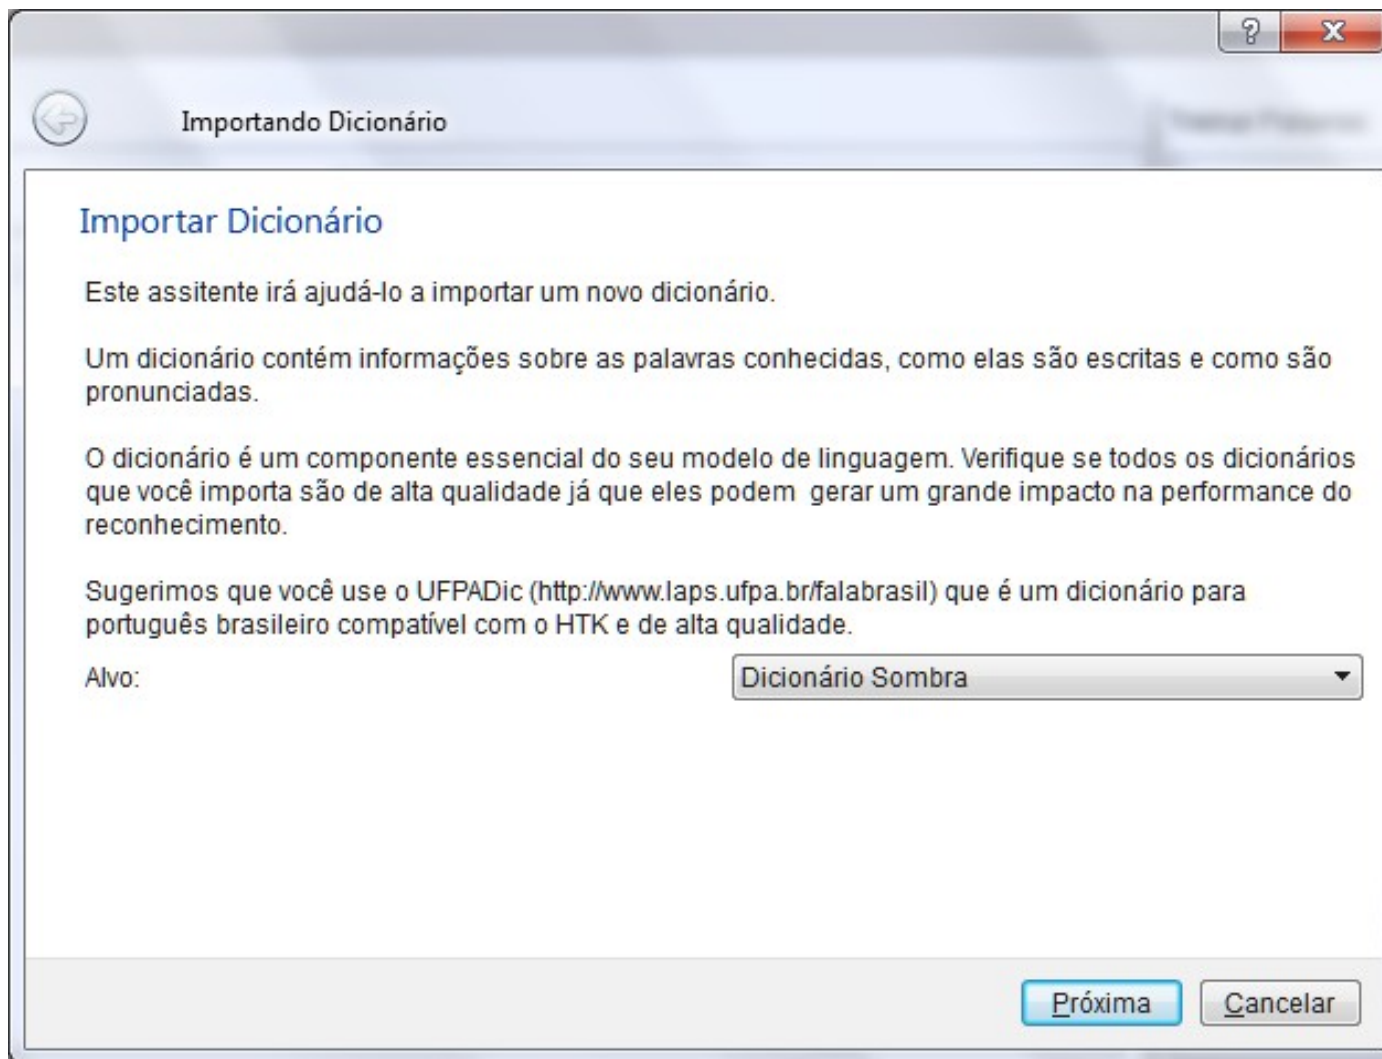 Importando Dicionário
Importar Dicionário
Este assitente irá ajudá-lo a importar um novo dicionário.
Um dicionário contém informações sobre as palavras conhecidas, como elas são escritas e como são
pronunciadas.
O dicionário é um componente essencial do seu modelo de linguagem. Verifique se todos os dicionários
que você importa são de alta qualidade já que eles podem  gerar um grande impacto na performance do
reconhecimento.
Sugerimos que você use o UFPADic (http://www.laps.ufpa.br/falabrasil) que é um dicionário para
português brasileiro compatível com o HTK e de alta qualidade.
Alvo: Dicionário Sombra
Próxima Cancelar